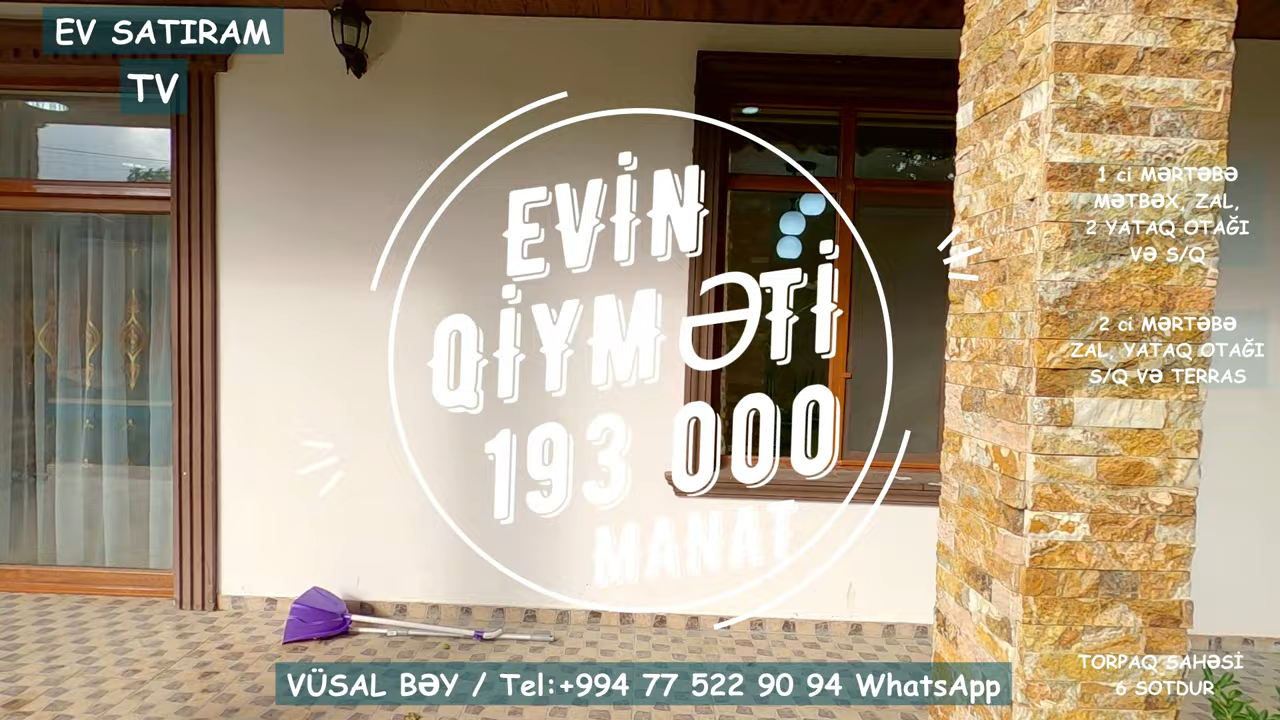 EV SATIRAM
TV
EVİN
QİYMƏTİ
193 000
MANAT
1 ci MƏRTƏBƏ
MƏTBƏX, ZAL,
2 YATAQ OTAĞI
VƏ S/Q
2 ci MƏRTƏBƏ
ZAL, YATAQ OTAĞI
S/Q VƏ TERRAS
TORPAQ SAHƏSİ
6 SOTDUR
VÜSAL BƏY / Tel:+994 77 522 90 94 WhatsApp